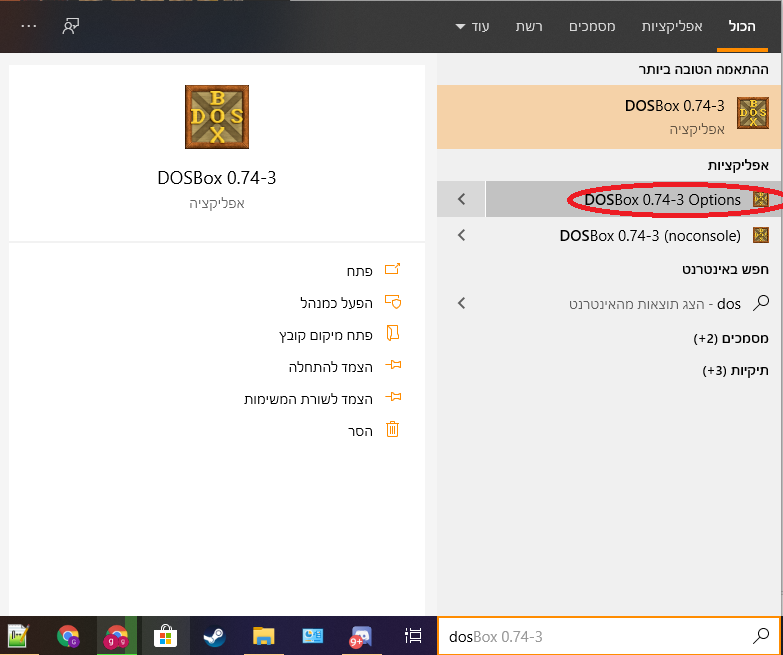 הכול אפליקציות מסמכים רשת עוד ...
ההתאמה הטובה ביותר
DOSBox 0.74-3
אפליקציה
אפליקציות
DOSBox 0.74-3 Options
DOSBox 0.74-3 (noconsole)
חפש באינטרנט
dos - הצג תוצאות מהאינטרנט
מסמכים (2+)
תיקיות (3+)
B
DOS
X
DOSBox 0.74-3
אפליקציה
פתח
הפעל כמנהל
פתח מיקום קובץ
הצמד להתחלה
הצמד לשורת המשימות
הסר
dosBox 0.74-3
9+